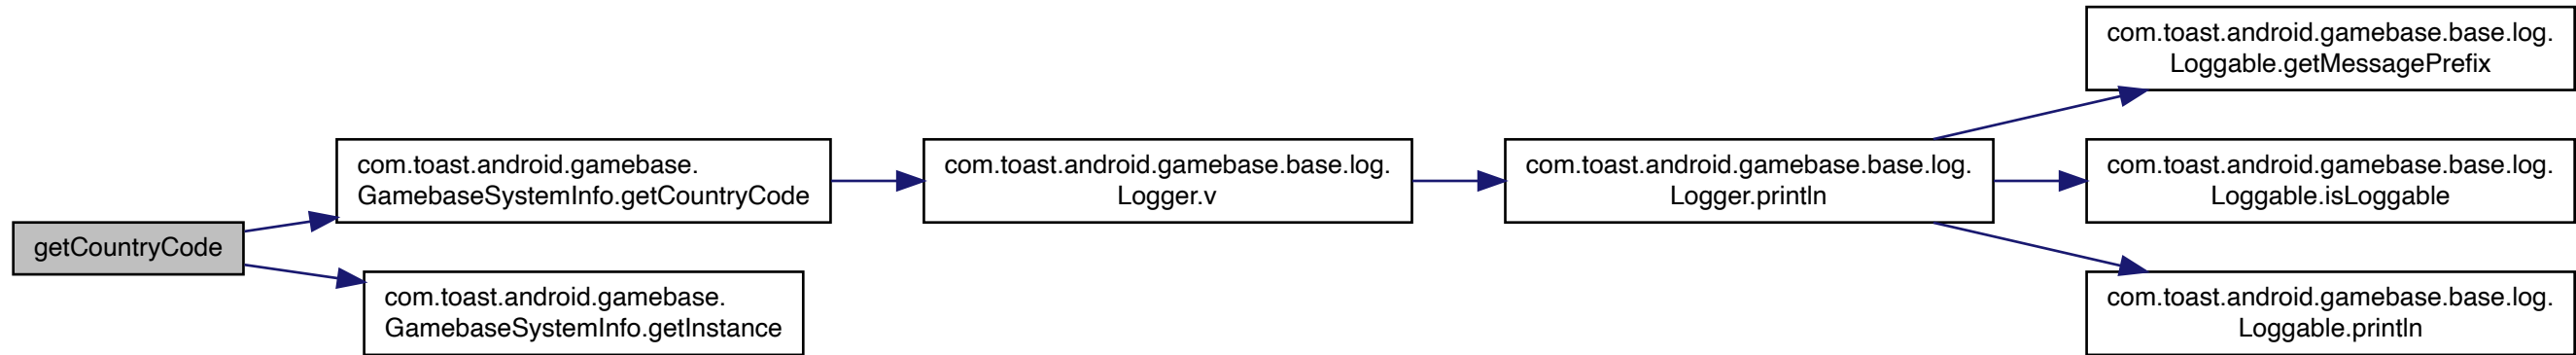 getCountryCode
com.toast.android.gamebase.
GamebaseSystemInfo.getCountryCode
com.toast.android.gamebase.
GamebaseSystemInfo.getInstance
com.toast.android.gamebase.base.log.
Logger.v
com.toast.android.gamebase.base.log.
Logger.println
com.toast.android.gamebase.base.log.
Loggable.getMessagePrefix
com.toast.android.gamebase.base.log.
Loggable.isLoggable
com.toast.android.gamebase.base.log.
Loggable.println